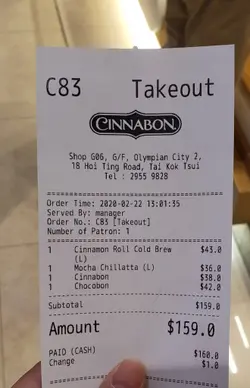 C83 Takeout
CINNABON
Shop G06, G/F, Olympian City 2,
18 Hoi Ting Road, Tai Kok Tsui
Tel : 2955 9828
Order Time: 2020-02-22 13:01:35
Served By: manager
Order No.: C83 [Takeout]
Number of Patron: 1
1 Cinnamon Roll Cold Brew $43.0
(L)
1 Mocha Chillatta (L) $36.0
1 Cinnabon $38.0
1 Chocobon $42.0
Subtotal $159.0
Amount $159.0
PAID (CASH) $160.0
Change $1.0